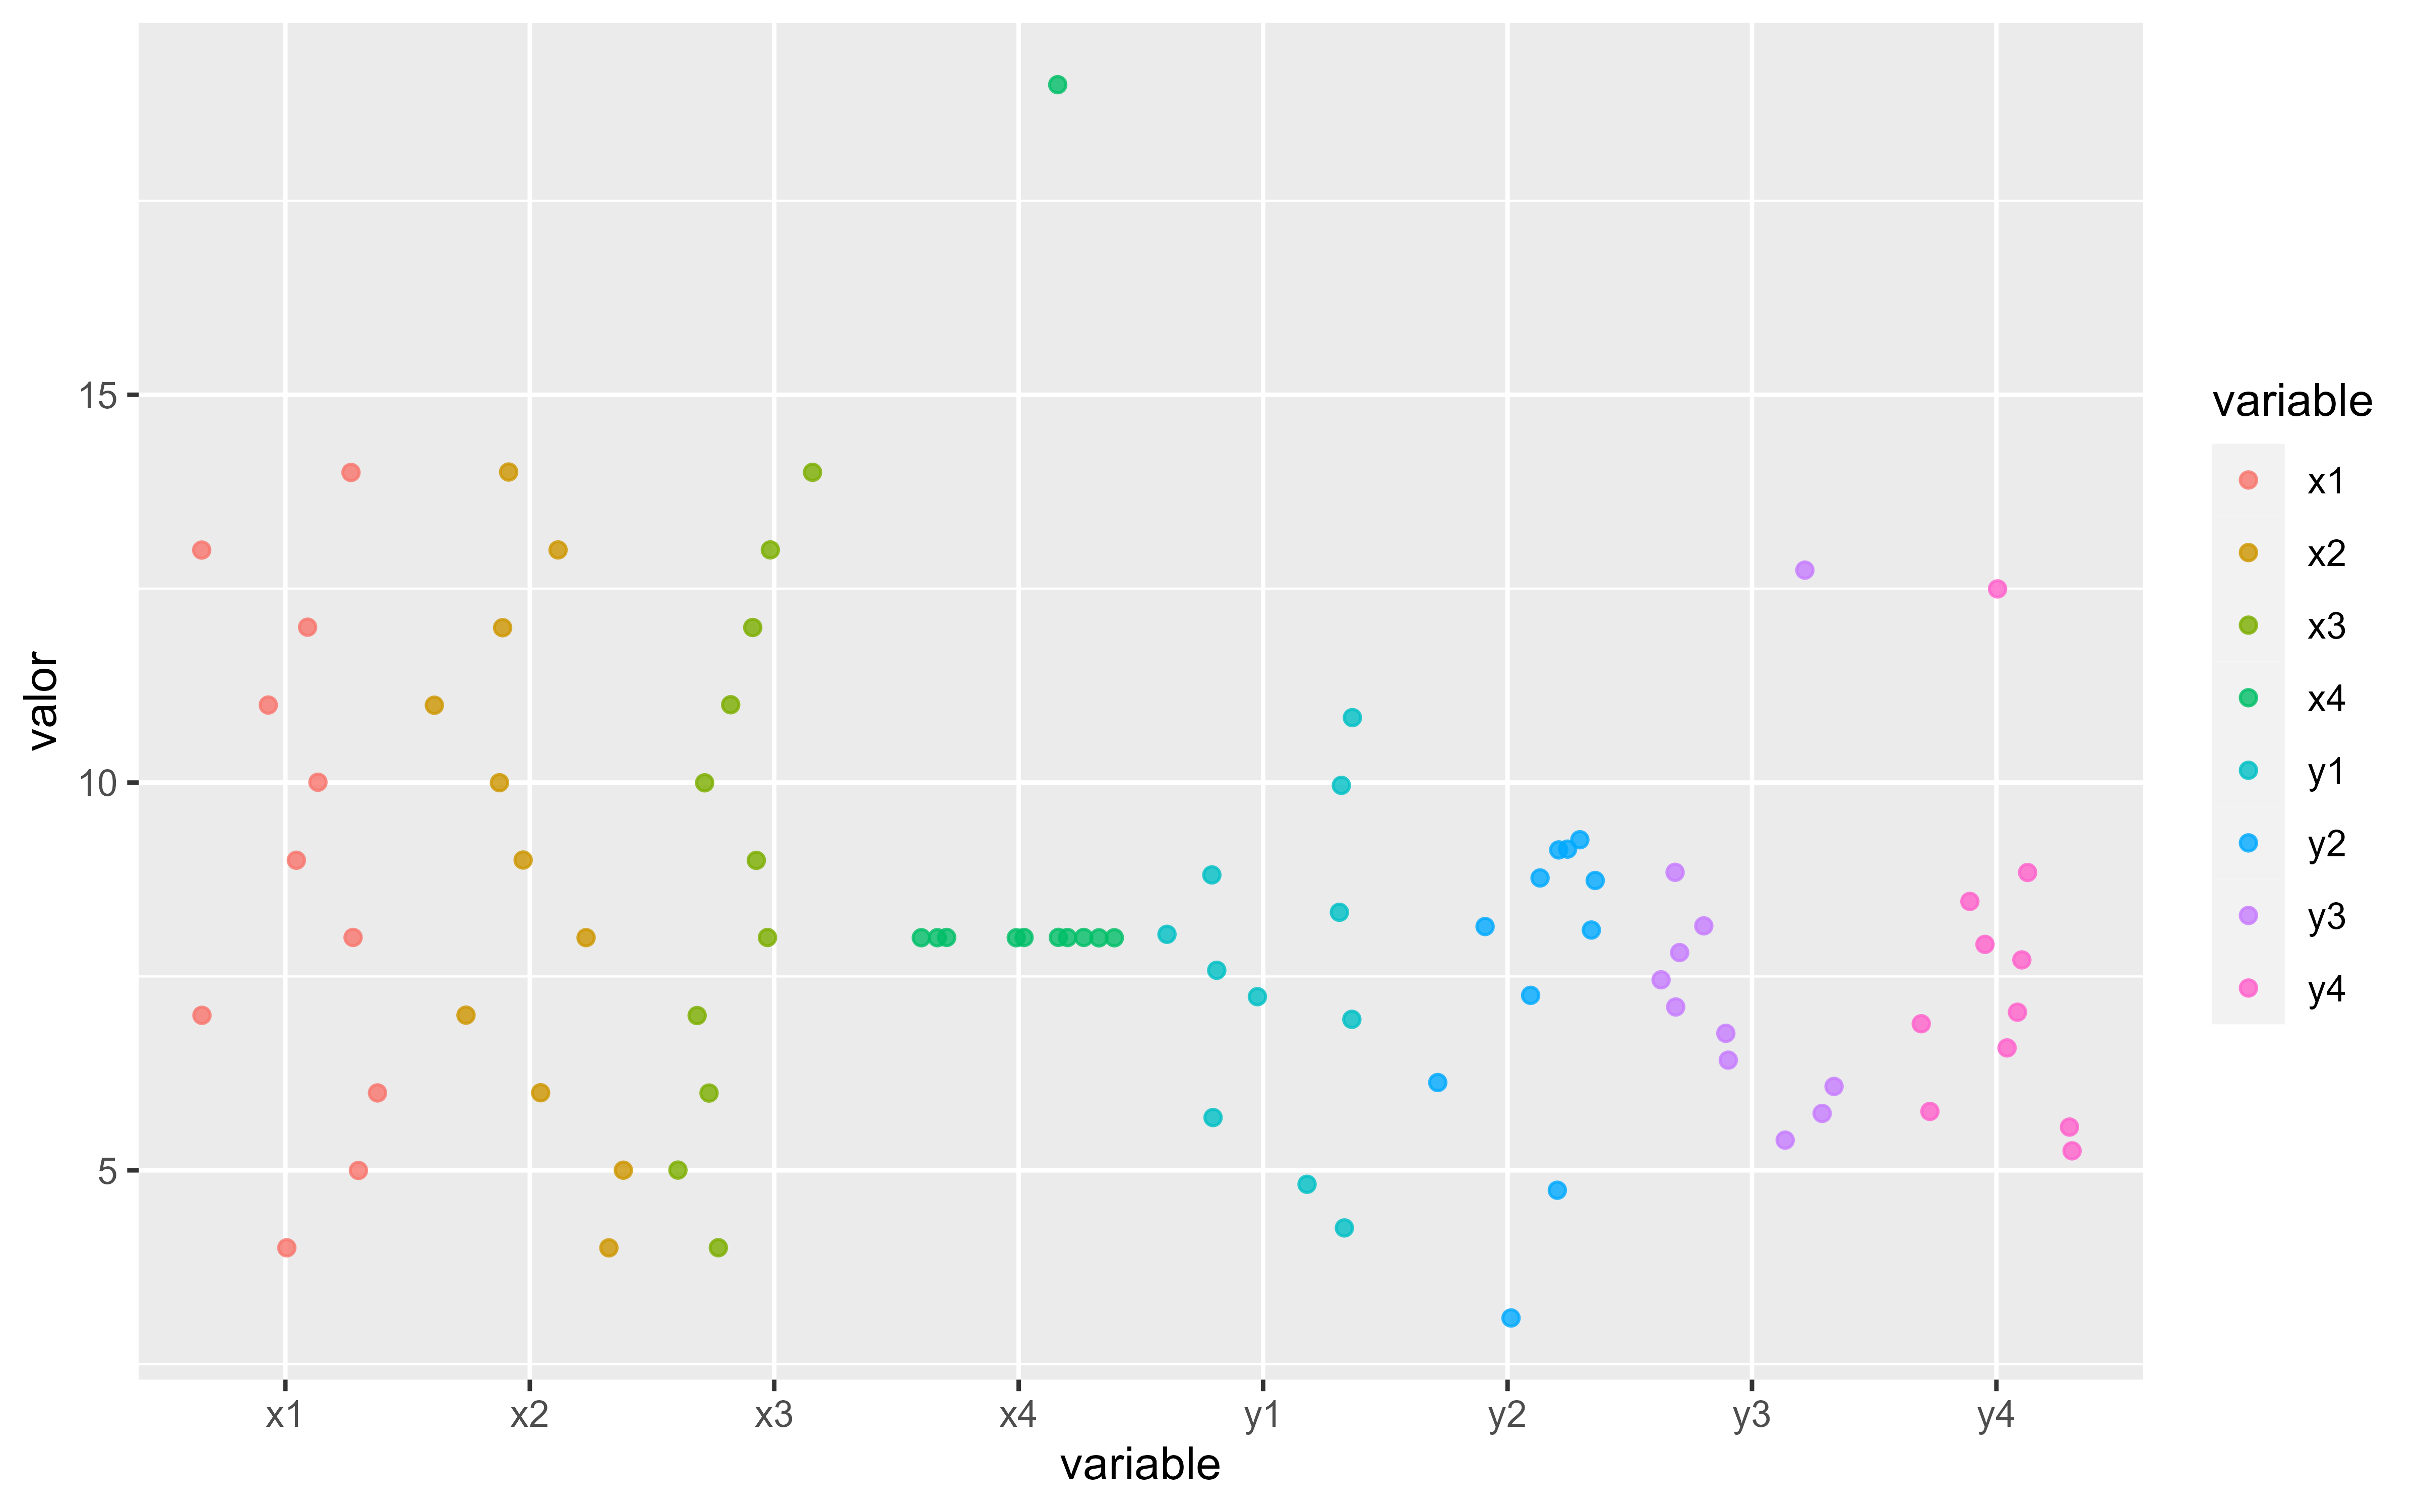 valor
15
10
5
x1 x2 x3 x4 y1 y2 y3 y4
variable
variable
x1
x2
x3
x4
y1
y2
y3
y4